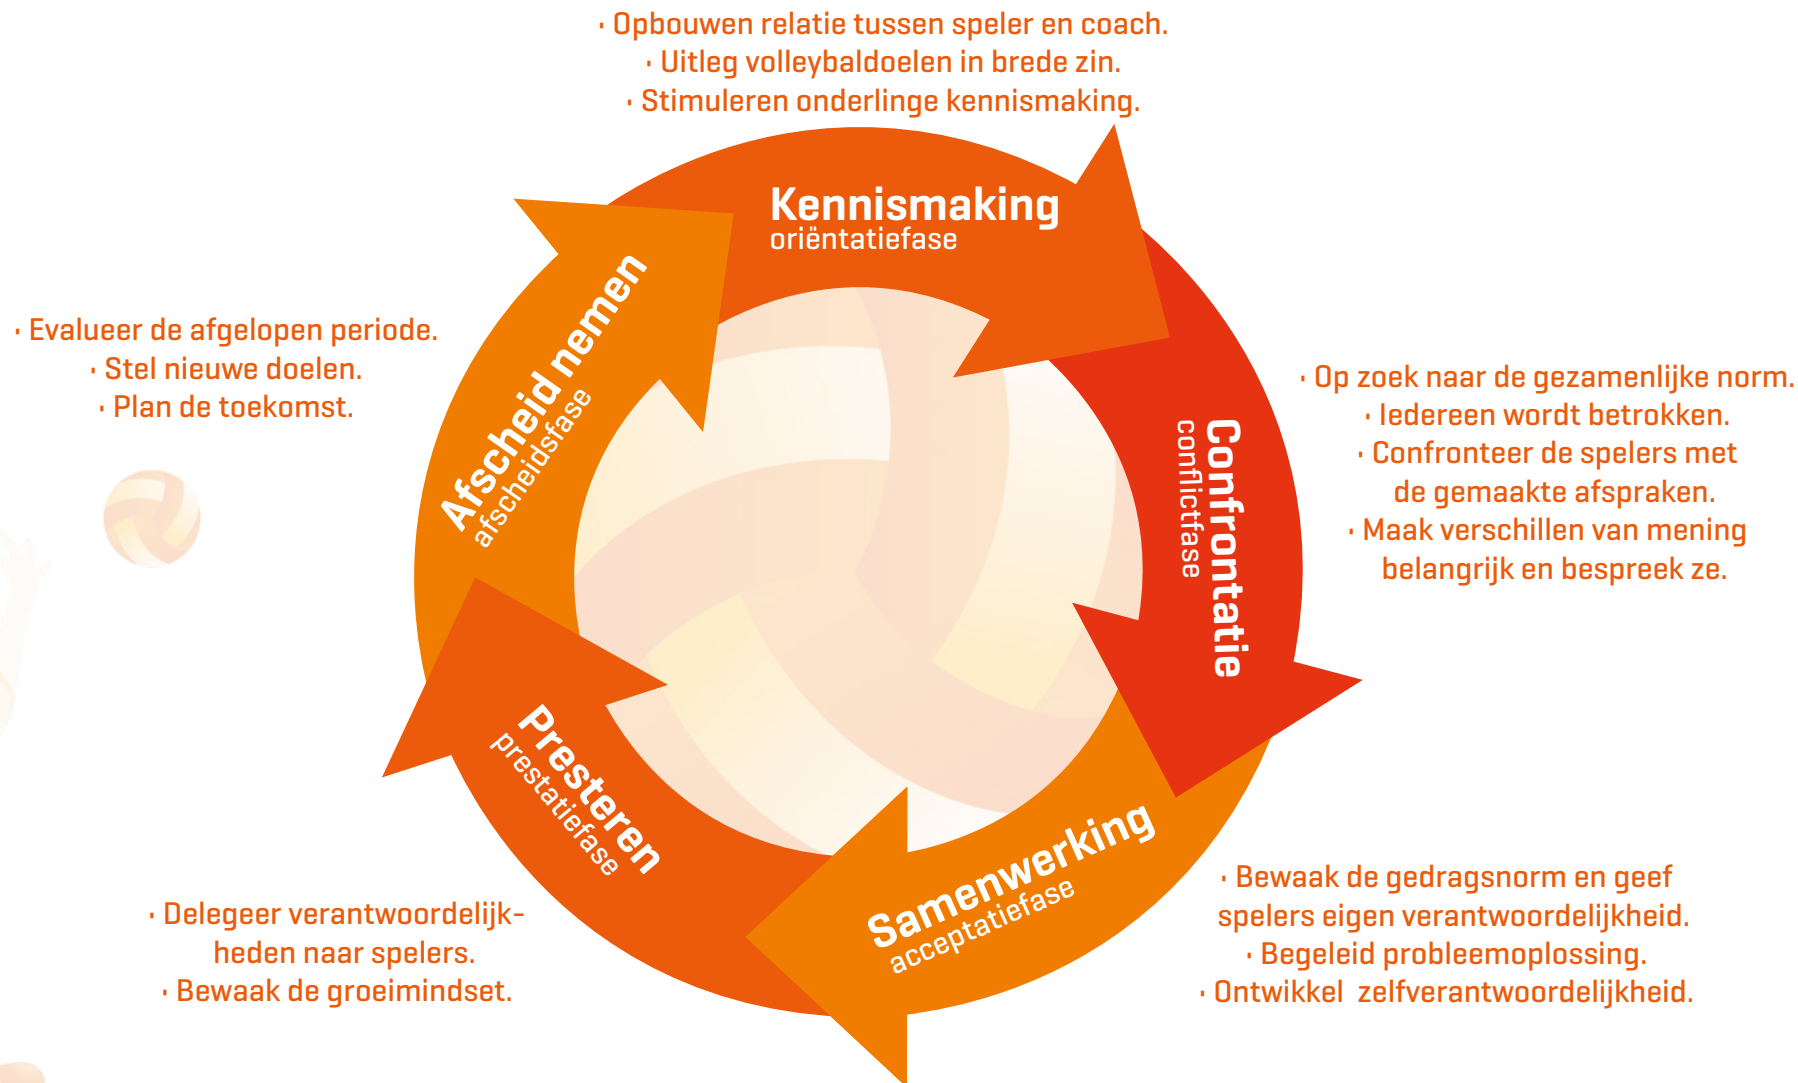 · Opbouwen relatie tussen speler en coach.
· Uitleg volleybaldoelen in brede zin.
· Stimuleren onderlinge kennismaking.
Kennismaking
oriëntatiefase
Confrontatie
conflictfase
· Op zoek naar de gezamenlijke norm.
· Iedereen wordt betrokken.
· Confronteer de spelers met
de gemaakte afspraken.
· Maak verschillen van mening
belangrijk en bespreek ze.
Samenwerking
acceptatiefase
· Bewaak de gedragsnorm en geef
spelers eigen verantwoordelijkheid.
· Begeleid probleemoplossing.
· Ontwikkel  zelfverantwoordelijkheid.
Presteren
prestatiefase
· Delegeer verantwoordelijk-
heden naar spelers.
· Bewaak de groeimindset.
Afscheid nemen
afscheidsfase
· Evalueer de afgelopen periode.
· Stel nieuwe doelen.
· Plan de toekomst.